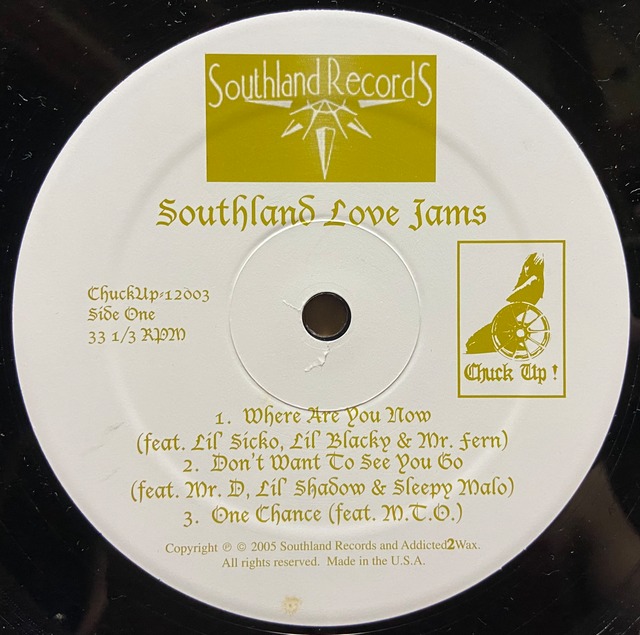 Southland Records
Southland Love Jams
ChuckUp-12003
Side One
33 1/3 RPM
Chuck Up !
1. Where Are You Now
(feat. Lil' Sicko, Lil' Blacky & Mr. Fern)
2. Don't Want To See You Go
(feat. Mr. D, Lil' Shadow & Sleepy Malo)
3. One Chance (feat. M.T.O.)
Copyright ℗ © 2005 Southland Records and Addicted2Wax.
All rights reserved. Made in the U.S.A.